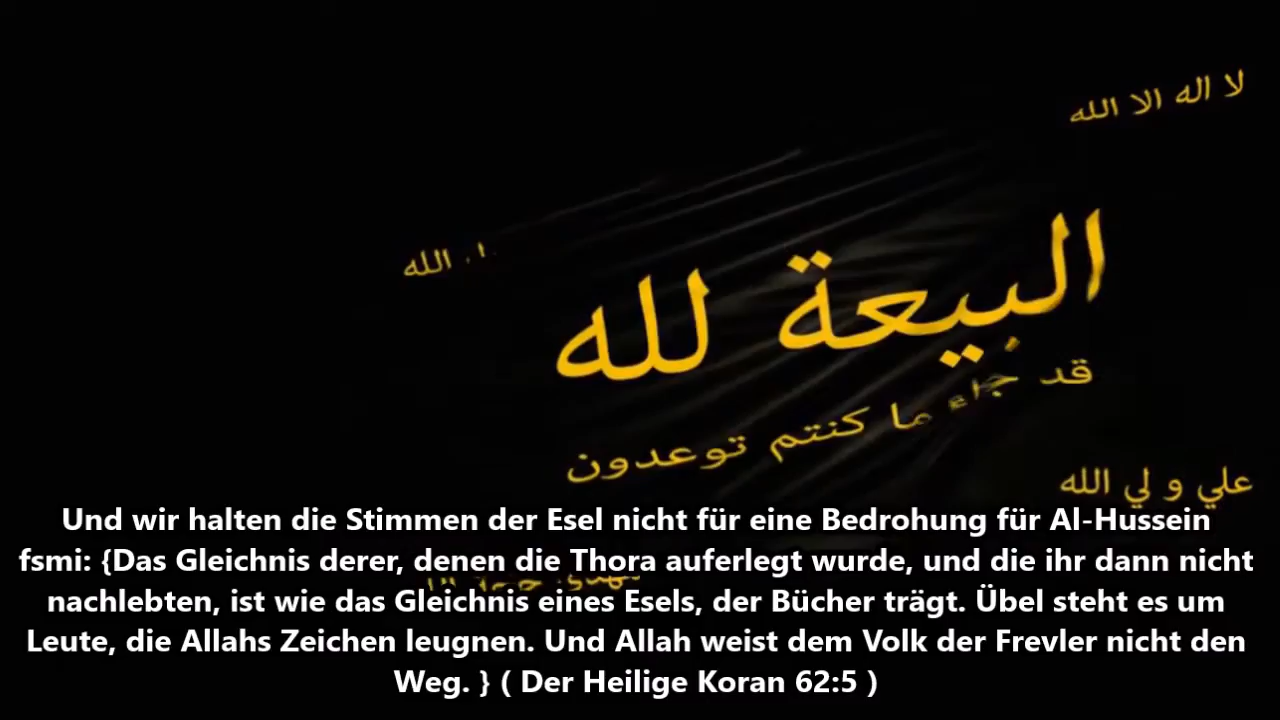 لا اله الا الله
الله
البيعة لله
قد جاء ما كنتم توعدون
علي و لي الله
Und wir halten die Stimmen der Esel nicht für eine Bedrohung für Al-Hussein
fsmi: {Das Gleichnis derer, denen die Thora auferlegt wurde, und die ihr dann nicht
nachlebten, ist wie das Gleichnis eines Esels, der Bücher trägt. Übel steht es um
Leute, die Allahs Zeichen leugnen. Und Allah weist dem Volk der Frevler nicht den
Weg. } ( Der Heilige Koran 62:5 )